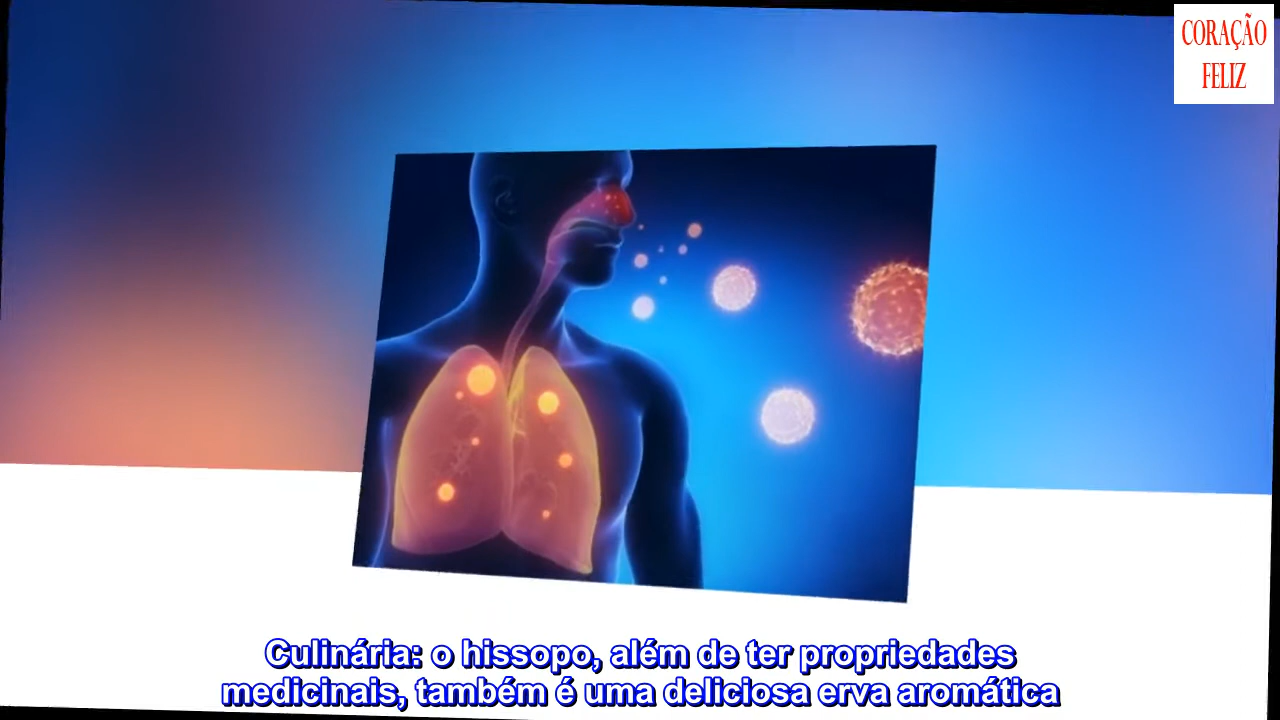 CORAÇÃO
FELIZ
Culinária: o hissopo, além de ter propriedades
medicinais, também é uma deliciosa erva aromática